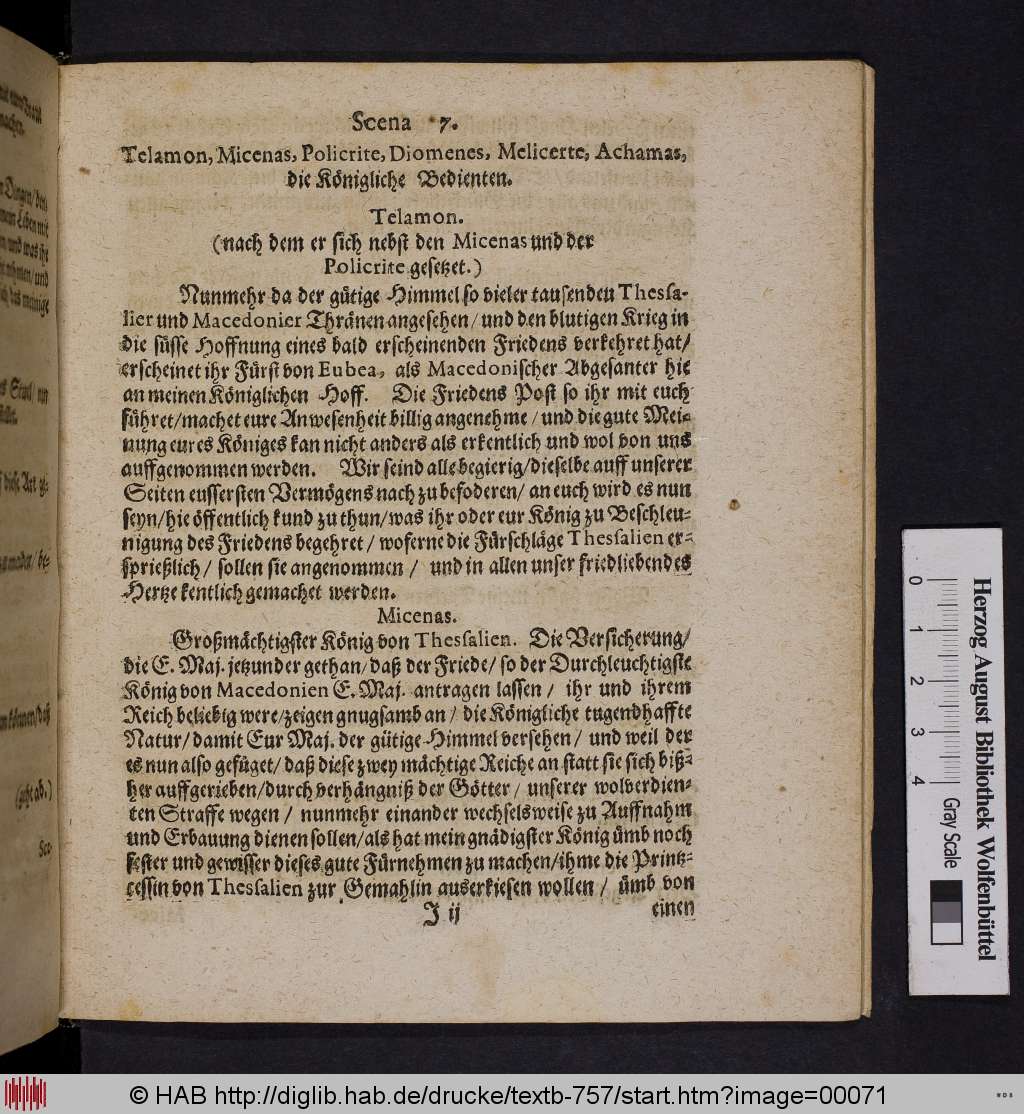 Scena 7.
Telamon, Micenas, Policrite, Diomenes, Melicerte, Achamas,
die Königliche Bedienten.
Telamon.
(nach dem er sich nebst den Micenas und der
Policrite gesetzet.)
Nunmehr da der gütige Himmel so vieler tausenden Thessa-
lier und Macedonier Thränen angesehen/ und den blutigen Krieg in
die süsse Hoffnung eines bald erscheinenden Friedens verkehret hat/
erscheinet ihr Fürst von Eubea, als Macedonischer Abgesanter hie
an meinen Königlichen Hoff. Die Friedens Post so ihr mit euch
führet/machet eure Anwesenheit billig angenehme/ und die gute Mei-
nung eures Königes kan nicht anders als erkentlich und wol von uns
auffgenommen werden. Wir seind alle begierig/dieselbe auff unserer
Seiten eussersten Vermögens nach zu befoderen/ an euch wird es nun
seyn/hie öffentlich kund zu thun/was ihr oder eur König zu Beschleu-
nigung des Friedens begehret/ woferne die Fürschläge Thessalien er-
sprießlich/ sollen sie angenommen/ und in allen unser friedliebendes
Hertze kentlich gemachet werden.
Micenas.
Großmächtigster König von Thessalien. Die Versicherung/
die E. Maj. jetzunder gethan/daß der Friede/ so der Durchleuchtigste
König von Macedonien E. Maj. antragen lassen/ ihr und ihrem
Reich beliebig were/zeigen gnugsamb an/ die Königliche tugendhaffte
Natur/damit Eur Maj. der gütige Himmel versehen/ und weil der
es nun also gefüget/daß diese zwey mächtige Reiche an statt sie sich biß-
her auffgerieben/durch verhängniß der Götter/ unserer wolverdien-
ten Straffe wegen/ nunmehr einander wechselsweise zu Auffnahm
und Erbauung dienen sollen/als hat mein gnädigster König ümb noch
fester und gewisser dieses gute Fürnehmen zu machen/ihme die Printz-
cessin von Thessalien zur Gemahlin auserkiesen wollen/ ümb von
J ij einen
(geht ab.)
Herzog August Bibliothek Wolfenbüttel
0 1 2 3 4
Gray Scale
© HAB http://diglib.hab.de/drucke/textb-757/start.htm?image=00071